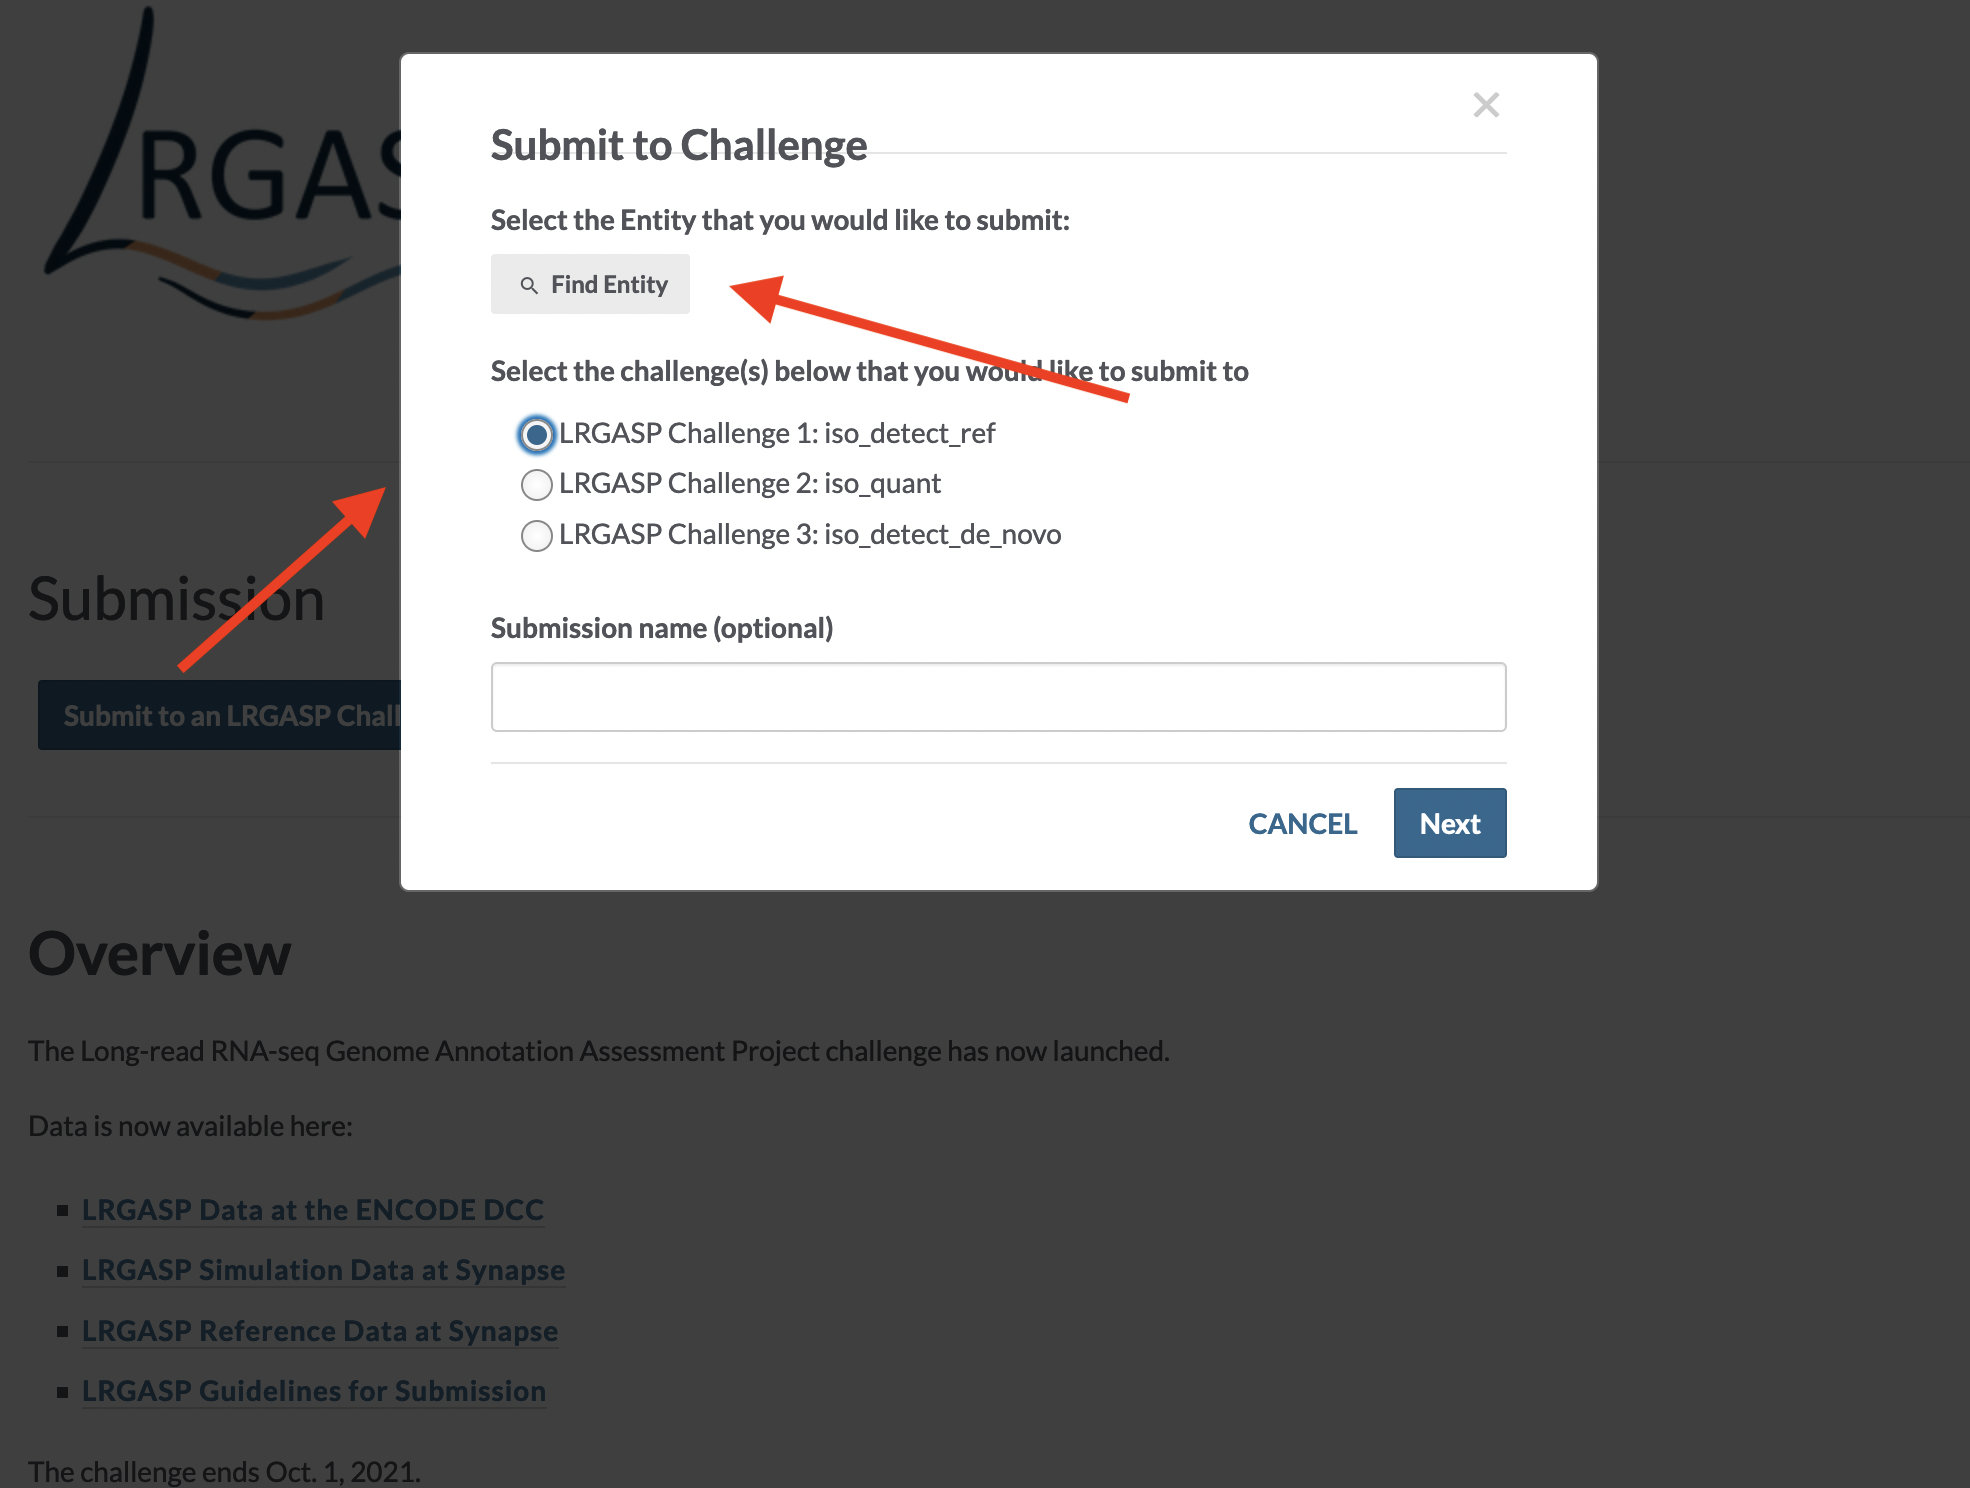 LRGAS
Submit to Challenge
Select the Entity that you would like to submit:
Find Entity
Select the challenge(s) below that you would like to submit to
LRGASP Challenge 1: iso_detect_ref
LRGASP Challenge 2: iso_quant
LRGASP Challenge 3: iso_detect_de_novo
Submission name (optional)
CANCEL
Next
Submission
Submit to an LRGASP Chall
Overview
The Long-read RNA-seq Genome Annotation Assessment Project challenge has now launched.
Data is now available here:
LRGASP Data at the ENCODE DCC
LRGASP Simulation Data at Synapse
LRGASP Reference Data at Synapse
LRGASP Guidelines for Submission
The challenge ends Oct. 1, 2021.